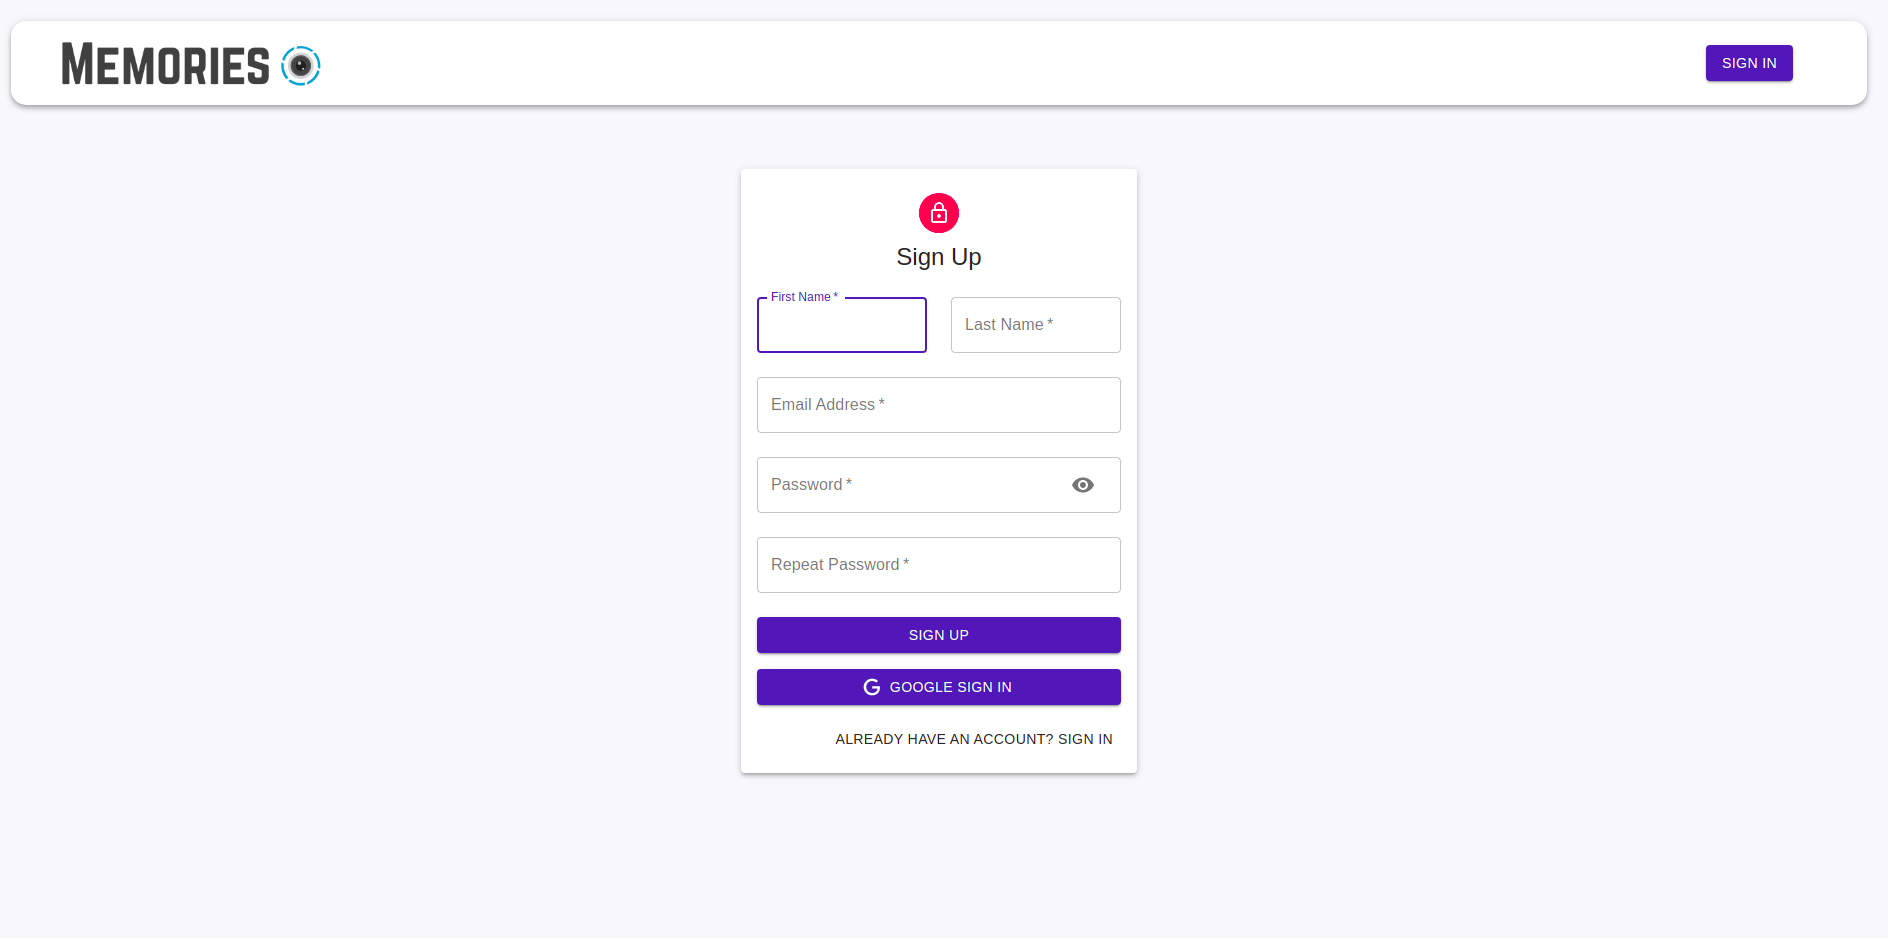 MEMORIES
SIGN IN
Sign Up
First Name *
Last Name *
Email Address *
Password *
Repeat Password *
SIGN UP
GOOGLE SIGN IN
ALREADY HAVE AN ACCOUNT? SIGN IN